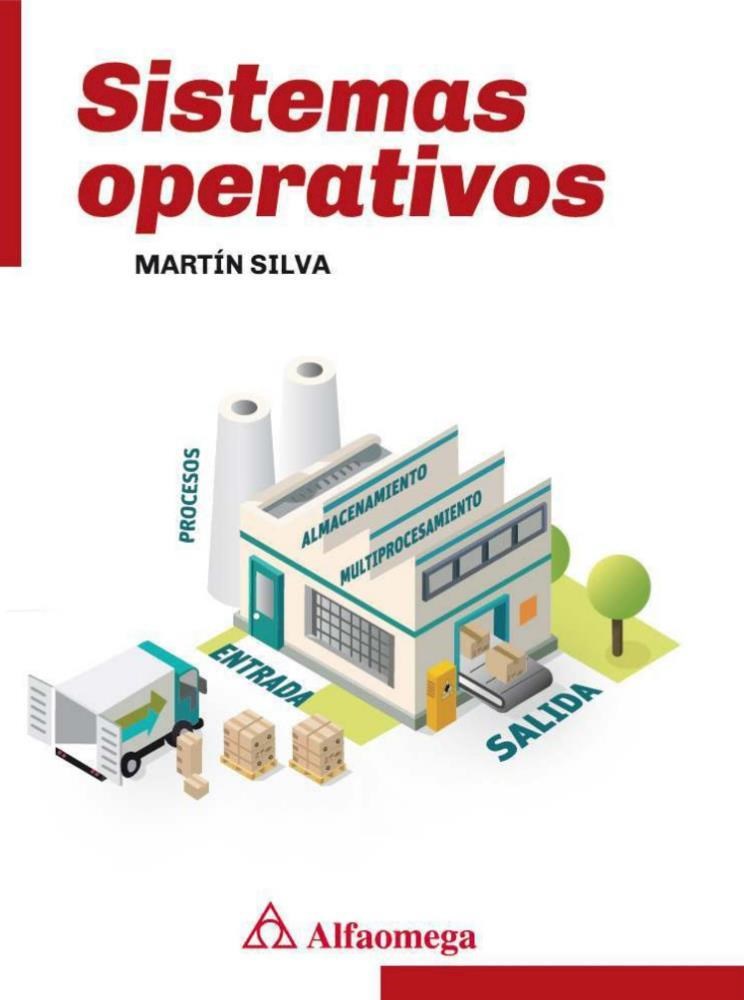 Sistemas
operativos
MARTÍN SILVA
PROCESOS
ALMACENAMIENTO
MULTIPROCESAMIENTO
ENTRADA
SALIDA
Alfaomega